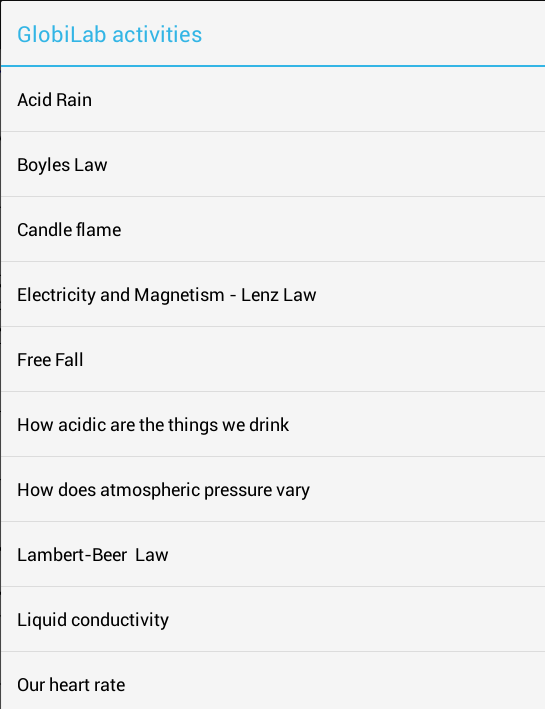 GlobiLab activities
Acid Rain
Boyles Law
Candle flame
Electricity and Magnetism - Lenz Law
Free Fall
How acidic are the things we drink
How does atmospheric pressure vary
Lambert-Beer  Law
Liquid conductivity
Our heart rate